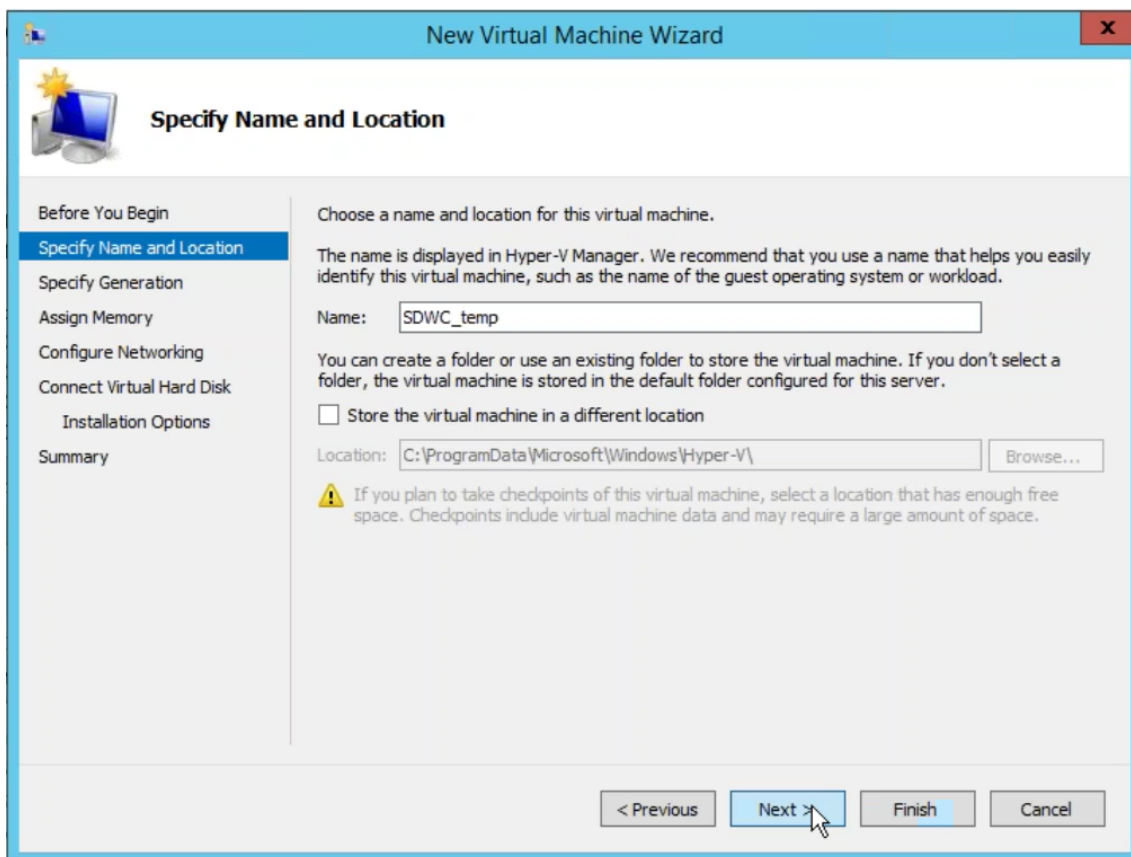 New Virtual Machine Wizard
x
Specify Name and Location
Before You Begin
Specify Name and Location
Specify Generation
Assign Memory
Configure Networking
Connect Virtual Hard Disk
Installation Options
Summary
Choose a name and location for this virtual machine.
The name is displayed in Hyper-V Manager. We recommend that you use a name that helps you easily
identify this virtual machine, such as the name of the guest operating system or workload.
Name: SDWC_temp
You can create a folder or use an existing folder to store the virtual machine. If you don't select a
folder, the virtual machine is stored in the default folder configured for this server.
Store the virtual machine in a different location
Location: C:\ProgramData\Microsoft\Windows\Hyper-V\ Browse...
If you plan to take checkpoints of this virtual machine, select a location that has enough free
space. Checkpoints include virtual machine data and may require a large amount of space.
< Previous Next > Finish Cancel